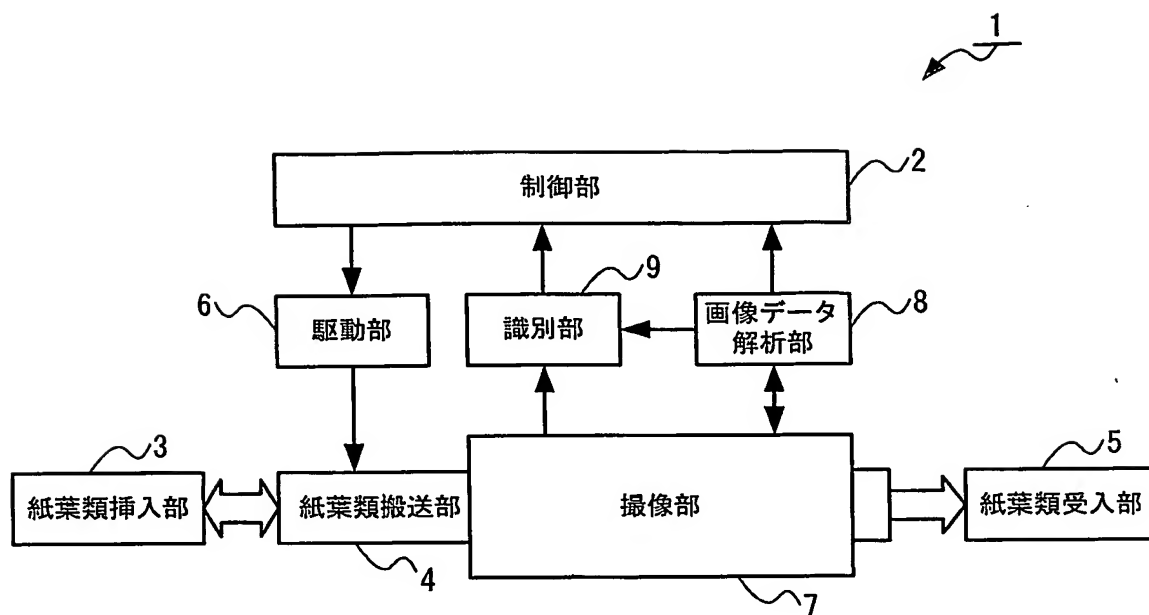 1
制御部
2
6
駆動部
9
識別部
画像データ
解析部
8
3
紙葉類挿入部
紙葉類搬送部
4
撮像部
7
5
紙葉類受入部